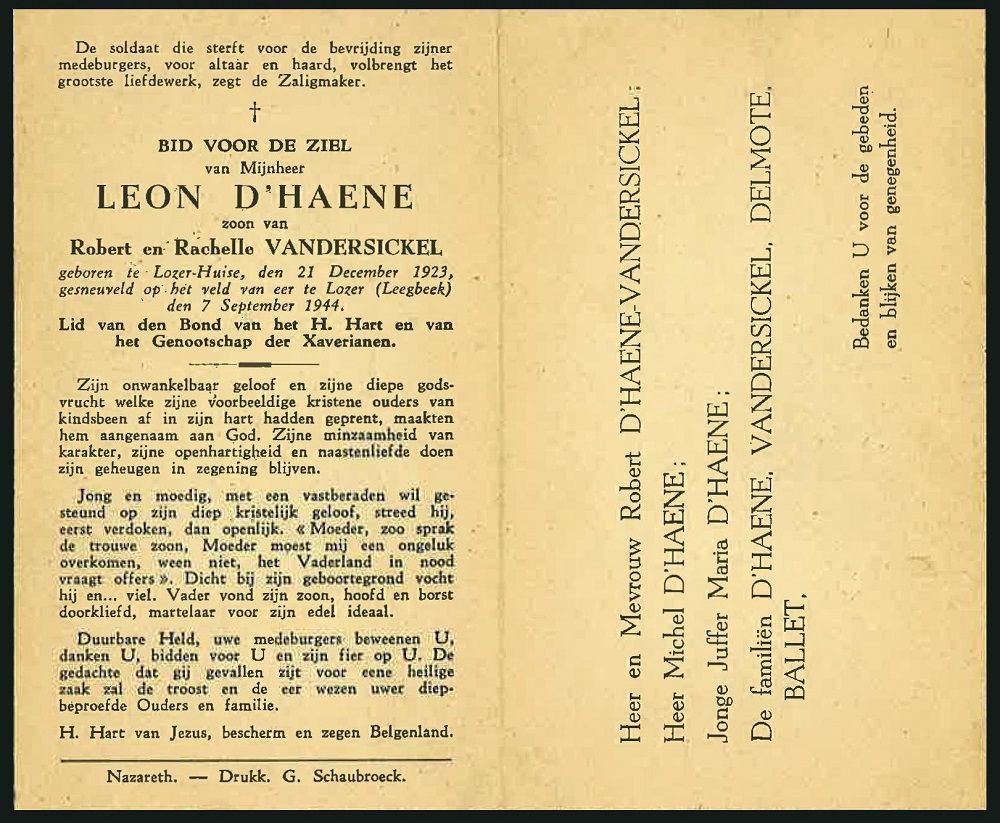 De soldaat die sterft voor de bevrijding zijner
medeburgers, voor altaar en haard, volbrengt het
grootste liefdewerk, zegt de Zaligmaker.
†
BID VOOR DE ZIEL
van Mijnheer
LEON D'HAENE
zoon van
Robert en Rachelle VANDERSICKEL
geboren te Lozer-Huise, den 21 December 1923,
gesneuveld op het veld van eer te Lozer (Leegbeek)
den 7 September 1944.
Lid van den Bond van het H. Hart en van
het Genootschap der Xaverianen.
Zijn onwankelbaar geloof en zijne diepe gods-
vrucht welke zijne voorbeeldige kristene ouders van
kindsbeen af in zijn hart hadden geprent, maakten
hem aangenaam aan God. Zijne minzaamheid van
karakter, zijne openhartigheid en naastenliefde doen
zijn geheugen in zegening blijven.
Jong en moedig, met een vastberaden wil ge-
steund op zijn diep kristelijk geloof, streed hij,
eerst verdoken, dan openlijk. « Moeder, zoo sprak
de trouwe zoon, Moeder moest mij een ongeluk
overkomen, ween niet, het Vaderland in nood
vraagt offers ». Dicht bij zijn geboortegrond vocht
hij en... viel. Vader vond zijn zoon, hoofd en borst
doorkliefd, martelaar voor zijn edel ideaal.
Duurbare Held, uwe medeburgers beweenen U,
danken U, bidden voor U en zijn fier op U. De
gedachte dat gij gevallen zijt voor eene heilige
zaak zal de troost en de eer wezen uwer diep-
beproefde Ouders en familie.
H. Hart van Jezus, bescherm en zegen Belgenland.
Nazareth. — Drukk. G. Schaubroeck.
Heer en Mevrouw Robert D'HAENE-VANDERSICKEL;
Heer Michel D'HAENE;
Jonge Juffer Maria D'HAENE;
De familiën D'HAENE, VANDERSICKEL, DELMOTE,
BALLET,
Bedanken U voor de gebeden
en blijken van genegenheid.